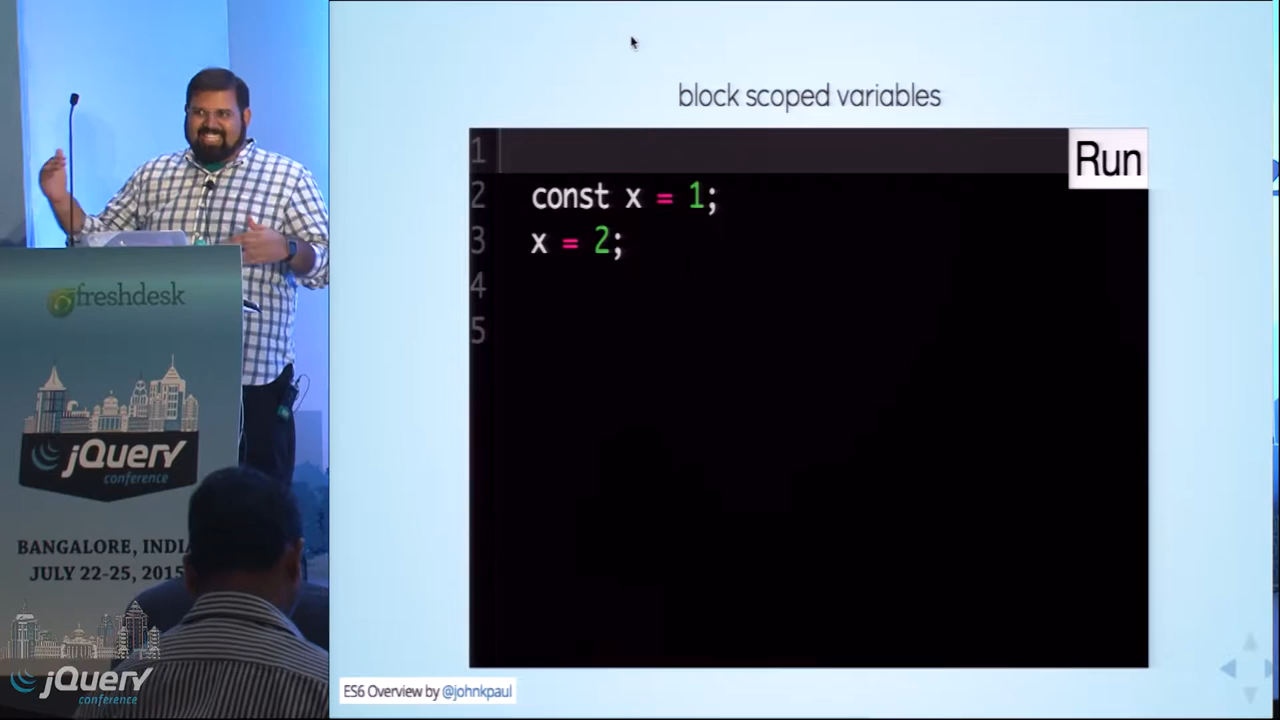 block scoped variables
Run
1
2 const x = 1;
3 x = 2;
4
5
freshdesk
jQuery
conference
BANGALORE, INDIA
JULY 22-25, 2015
jQuery
conference
ES6 Overview by @johnkpaul